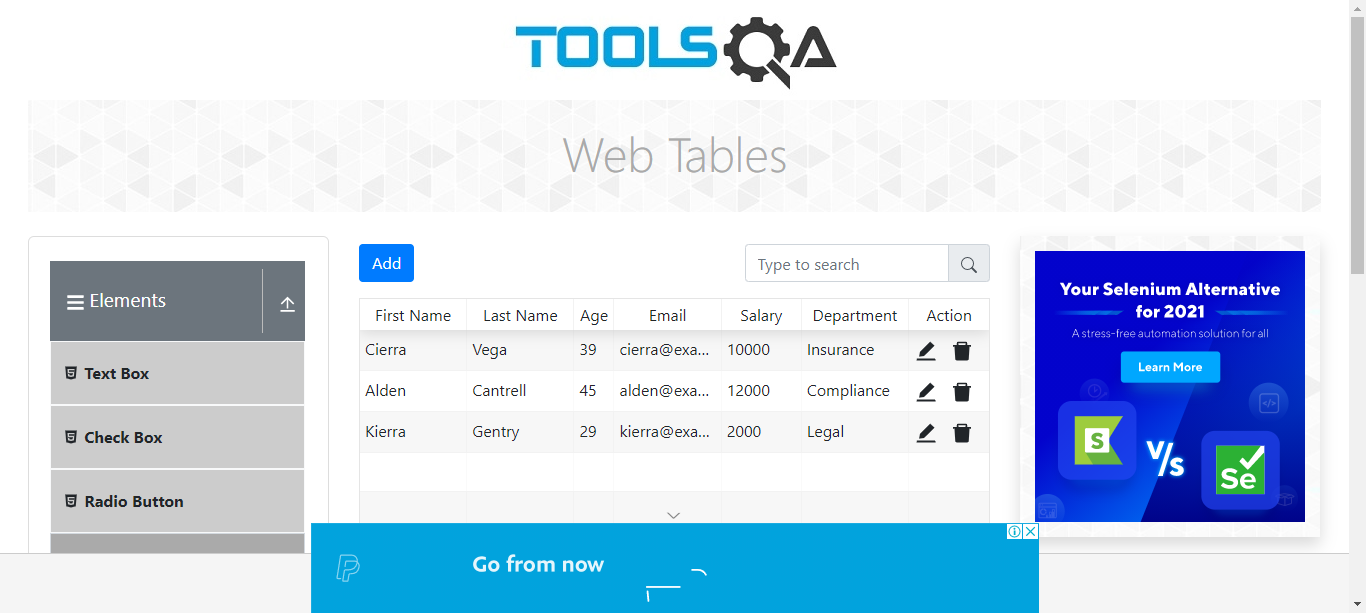 TOOLSQA
Web Tables
Elements
Text Box
Check Box
Radio Button
Add
Type to search
First Name Last Name Age Email Salary Department Action
Cierra Vega 39 cierra@exa... 10000 Insurance
Alden Cantrell 45 alden@exa... 12000 Compliance
Kierra Gentry 29 kierra@exa... 2000 Legal
Your Selenium Alternative
for 2021
A stress-free automation solution for all
Learn More
S
V/s
Se
Go from now